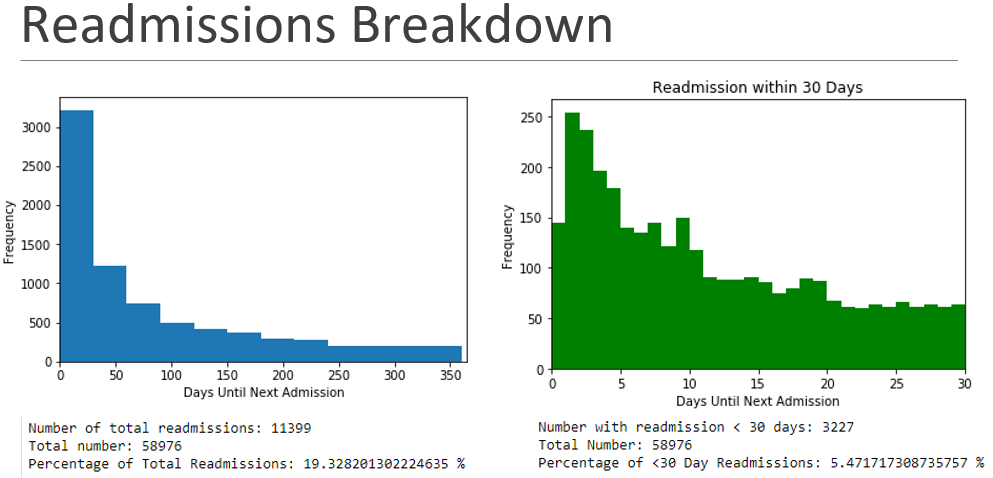 Readmissions Breakdown
3000
2500
2000
1500
1000
500
0
Frequency
0 50 100 150 200 250 300 350
Days Until Next Admission
Number of total readmissions: 11399
Total number: 58976
Percentage of Total Readmissions: 19.328201302224635 %
Readmission within 30 Days
250
200
150
100
50
0
Frequency
0 5 10 15 20 25 30
Days Until Next Admission
Number with readmission < 30 days: 3227
Total Number: 58976
Percentage of <30 Day Readmissions: 5.471717308735757 %